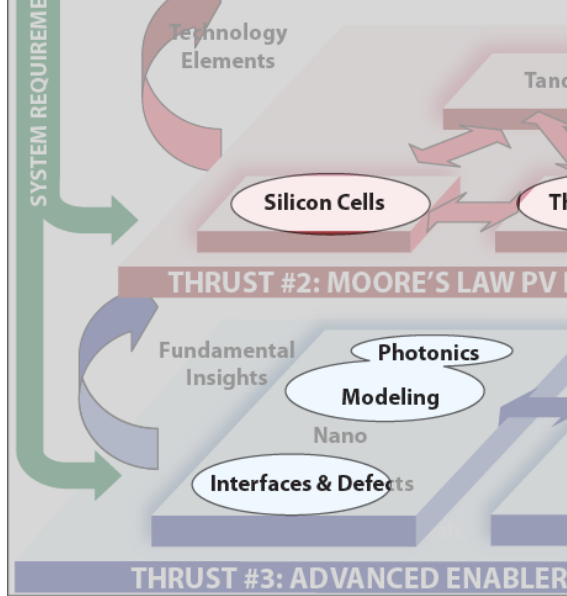 SYSTEM REQUIREME
Technology
Elements
Tand
Silicon Cells
Th
THRUST #2: MOORE'S LAW PV
Fundamental
Insights
Photonics
Modeling
Nano
Interfaces & Defects
THRUST #3: ADVANCED ENABLER